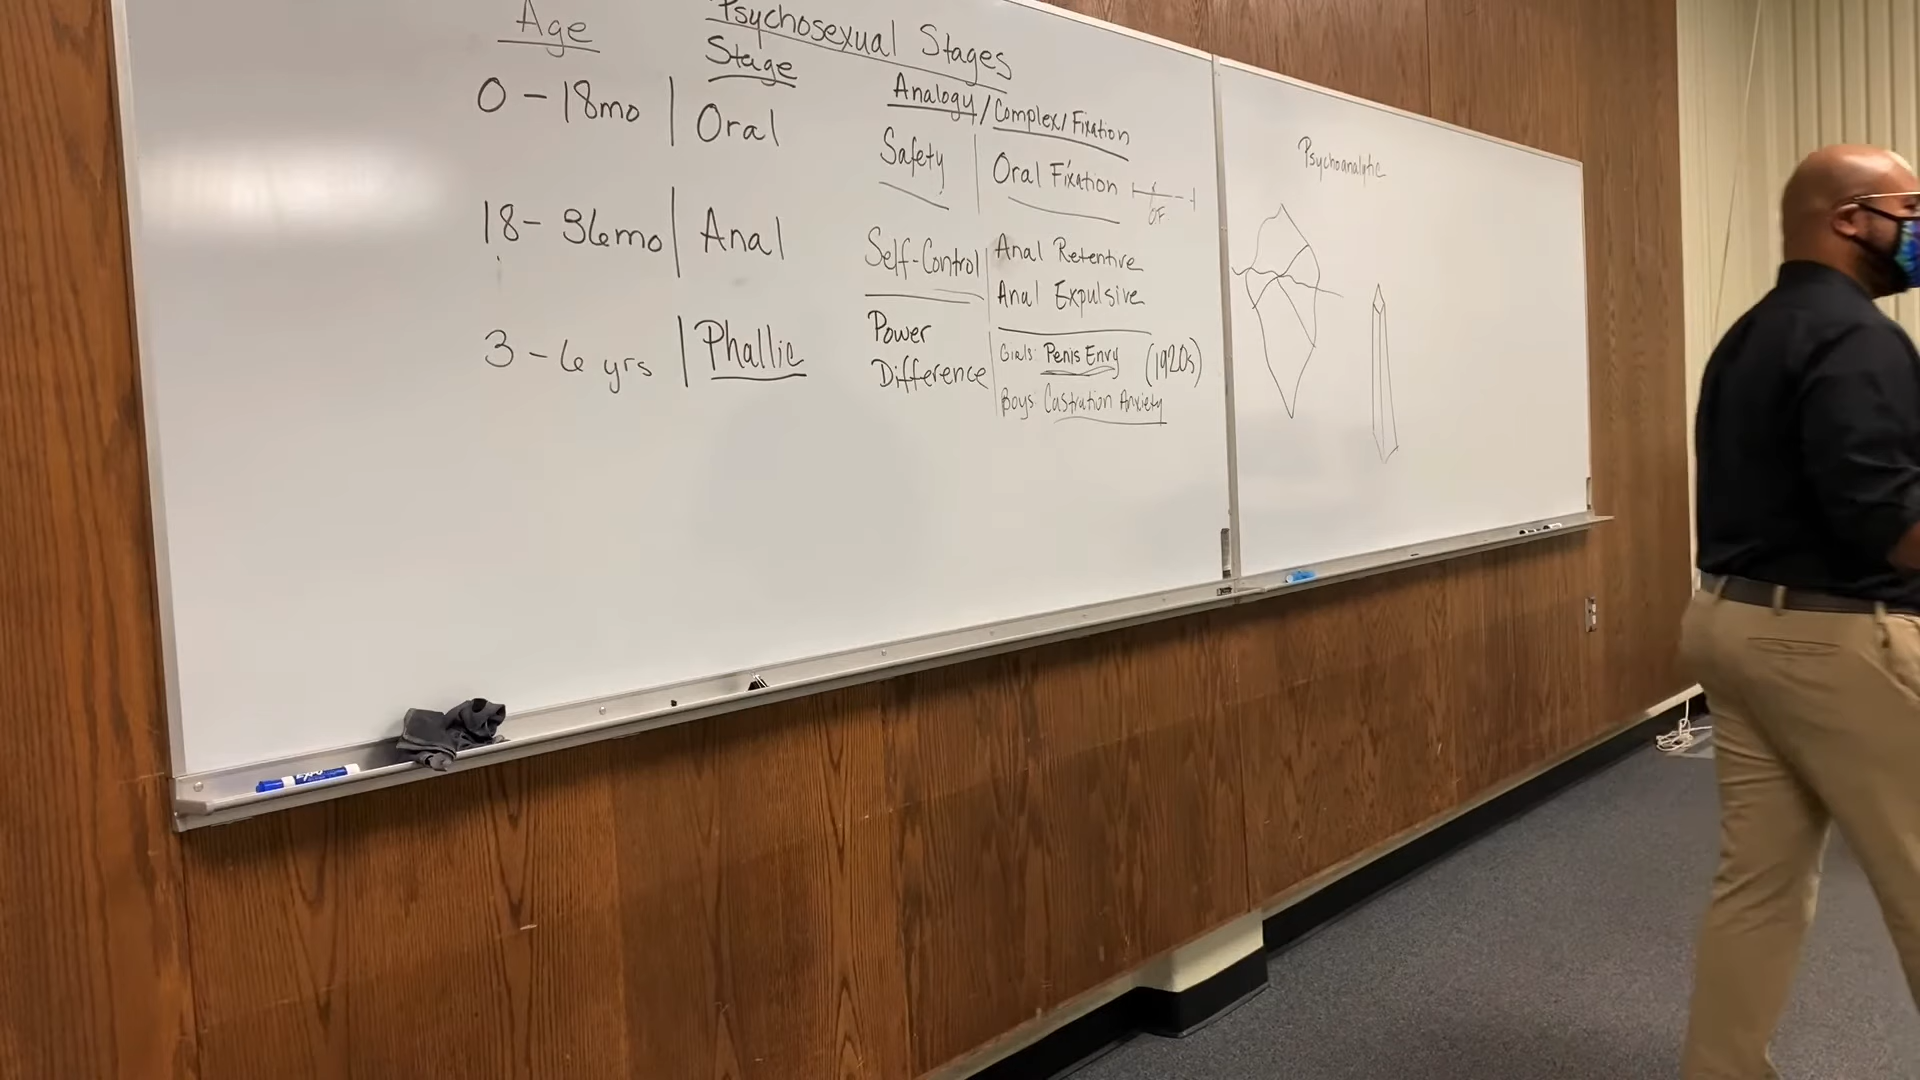 Age
Psychosexual Stages
Stage
Analogy/Complex/Fixation
0-18mo | Oral
Safety | Oral Fixation
OF
18-36mo | Anal
Self-Control | Anal Retentive
Anal Expulsive
3-6 yrs | Phallic
Power Difference
Girls: Penis Envy (1920s)
Boys: Castration Anxiety
Psychoanalytic
EXPO